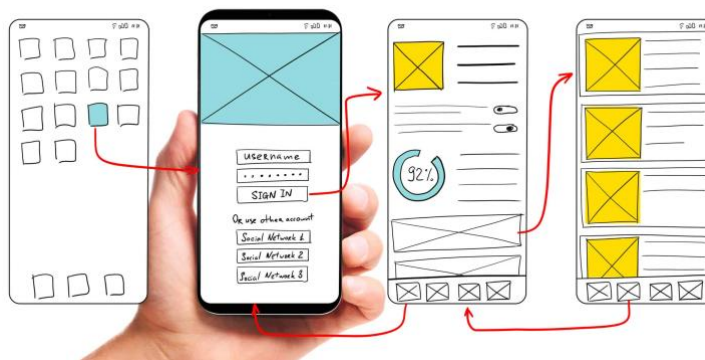 username
SIGN IN
Or use other account
Social Network 1
Social Network 2
Social Network 3
92%